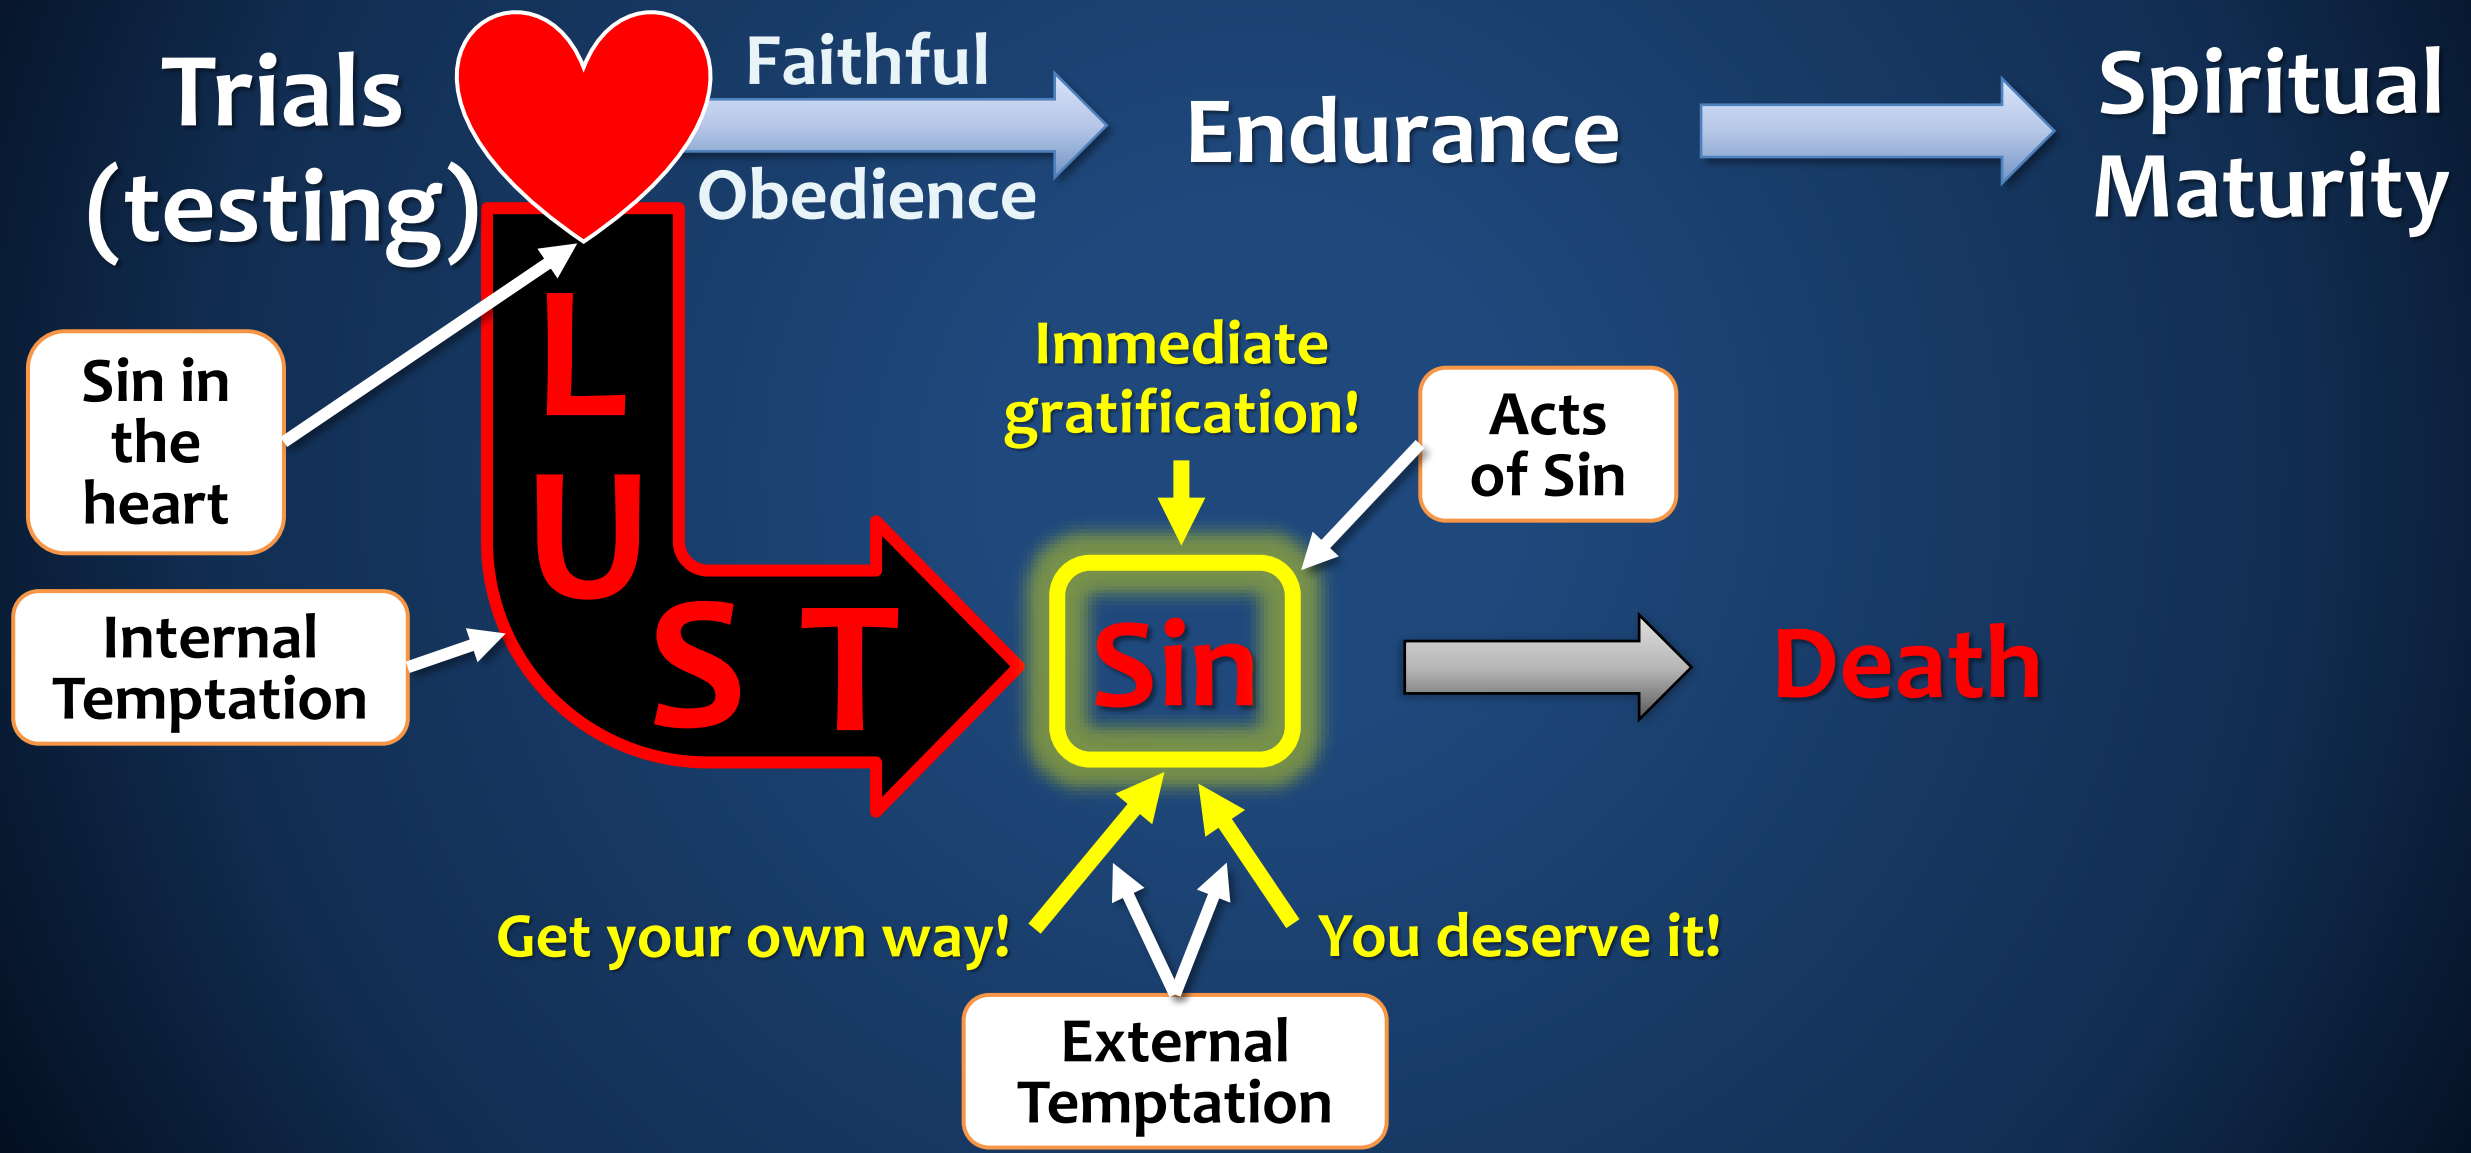 Trials
(testing)
Faithful
Obedience
Endurance
Spiritual
Maturity
Sin in
the
heart
Internal
Temptation
L
U
S T
Immediate
gratification!
Acts
of Sin
Sin
Death
Get your own way!
You deserve it!
External
Temptation